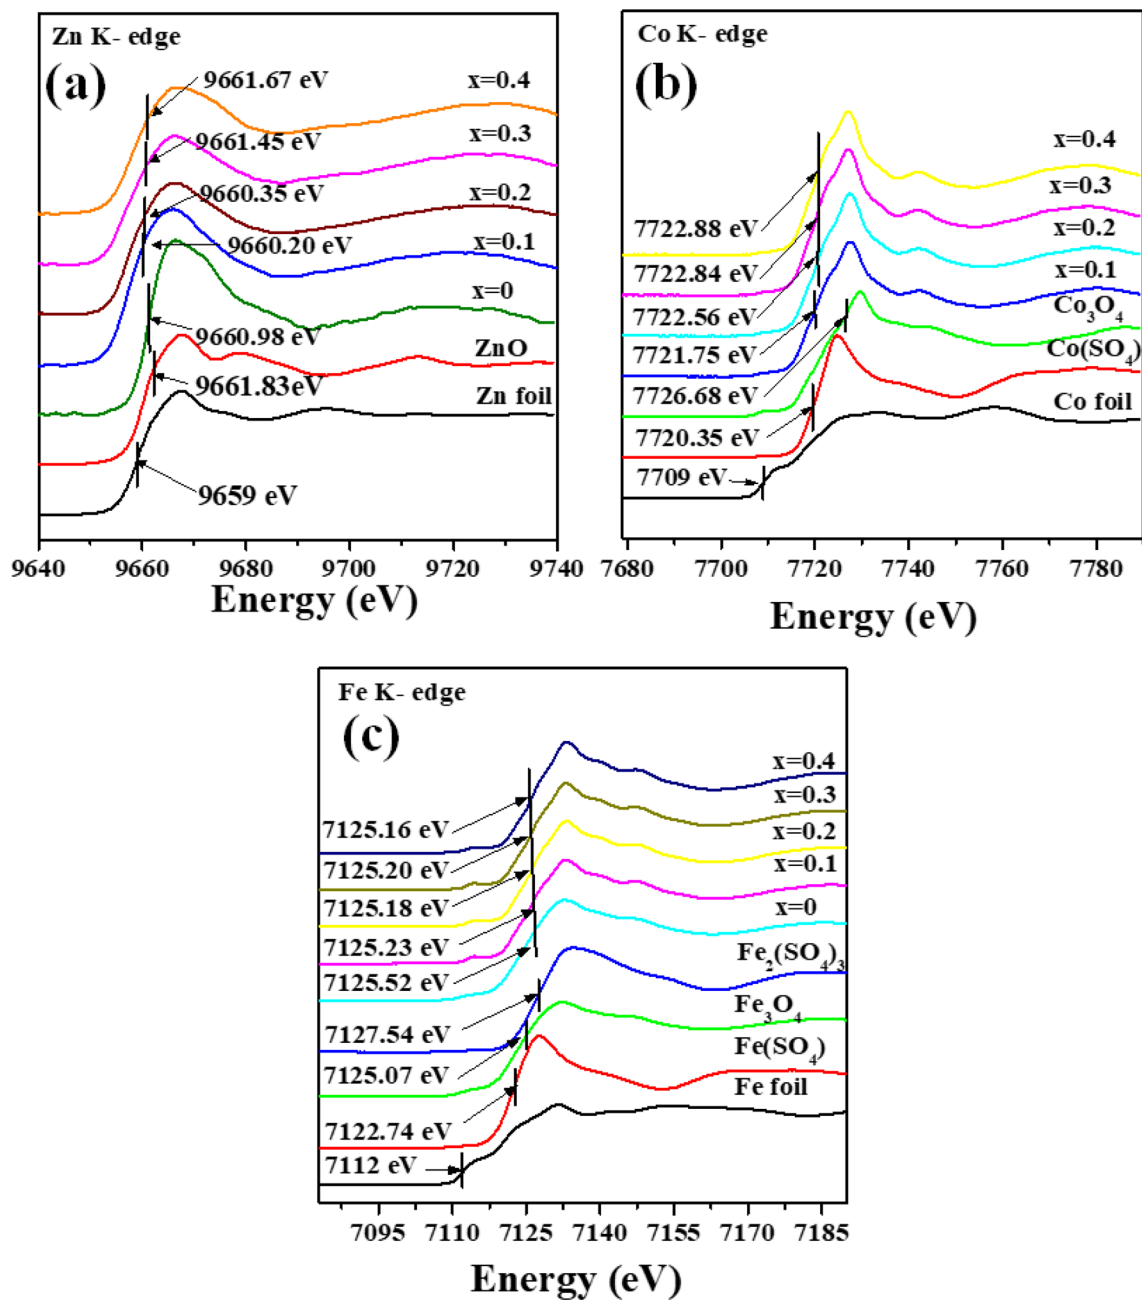 Zn K- edge
(a)
9661.67 eV
x=0.4
9661.45 eV
x=0.3
9660.35 eV
x=0.2
9660.20 eV
x=0.1
x=0
9660.98 eV
ZnO
9661.83eV
Zn foil
9659 eV
9640 9660 9680 9700 9720 9740
Energy (eV)
Co K- edge
(b)
x=0.4
x=0.3
7722.88 eV
x=0.2
7722.84 eV
x=0.1
7722.56 eV
Co3O4
7721.75 eV
Co(SO4)
7726.68 eV
Co foil
7720.35 eV
7709 eV
7680 7700 7720 7740 7760 7780
Energy (eV)
Fe K- edge
(c)
x=0.4
x=0.3
7125.16 eV
x=0.2
7125.20 eV
x=0.1
7125.18 eV
x=0
7125.23 eV
Fe2(SO4)3
7125.52 eV
Fe3O4
7127.54 eV
Fe(SO4)
7125.07 eV
Fe foil
7122.74 eV
7112 eV
7095 7110 7125 7140 7155 7170 7185
Energy (eV)